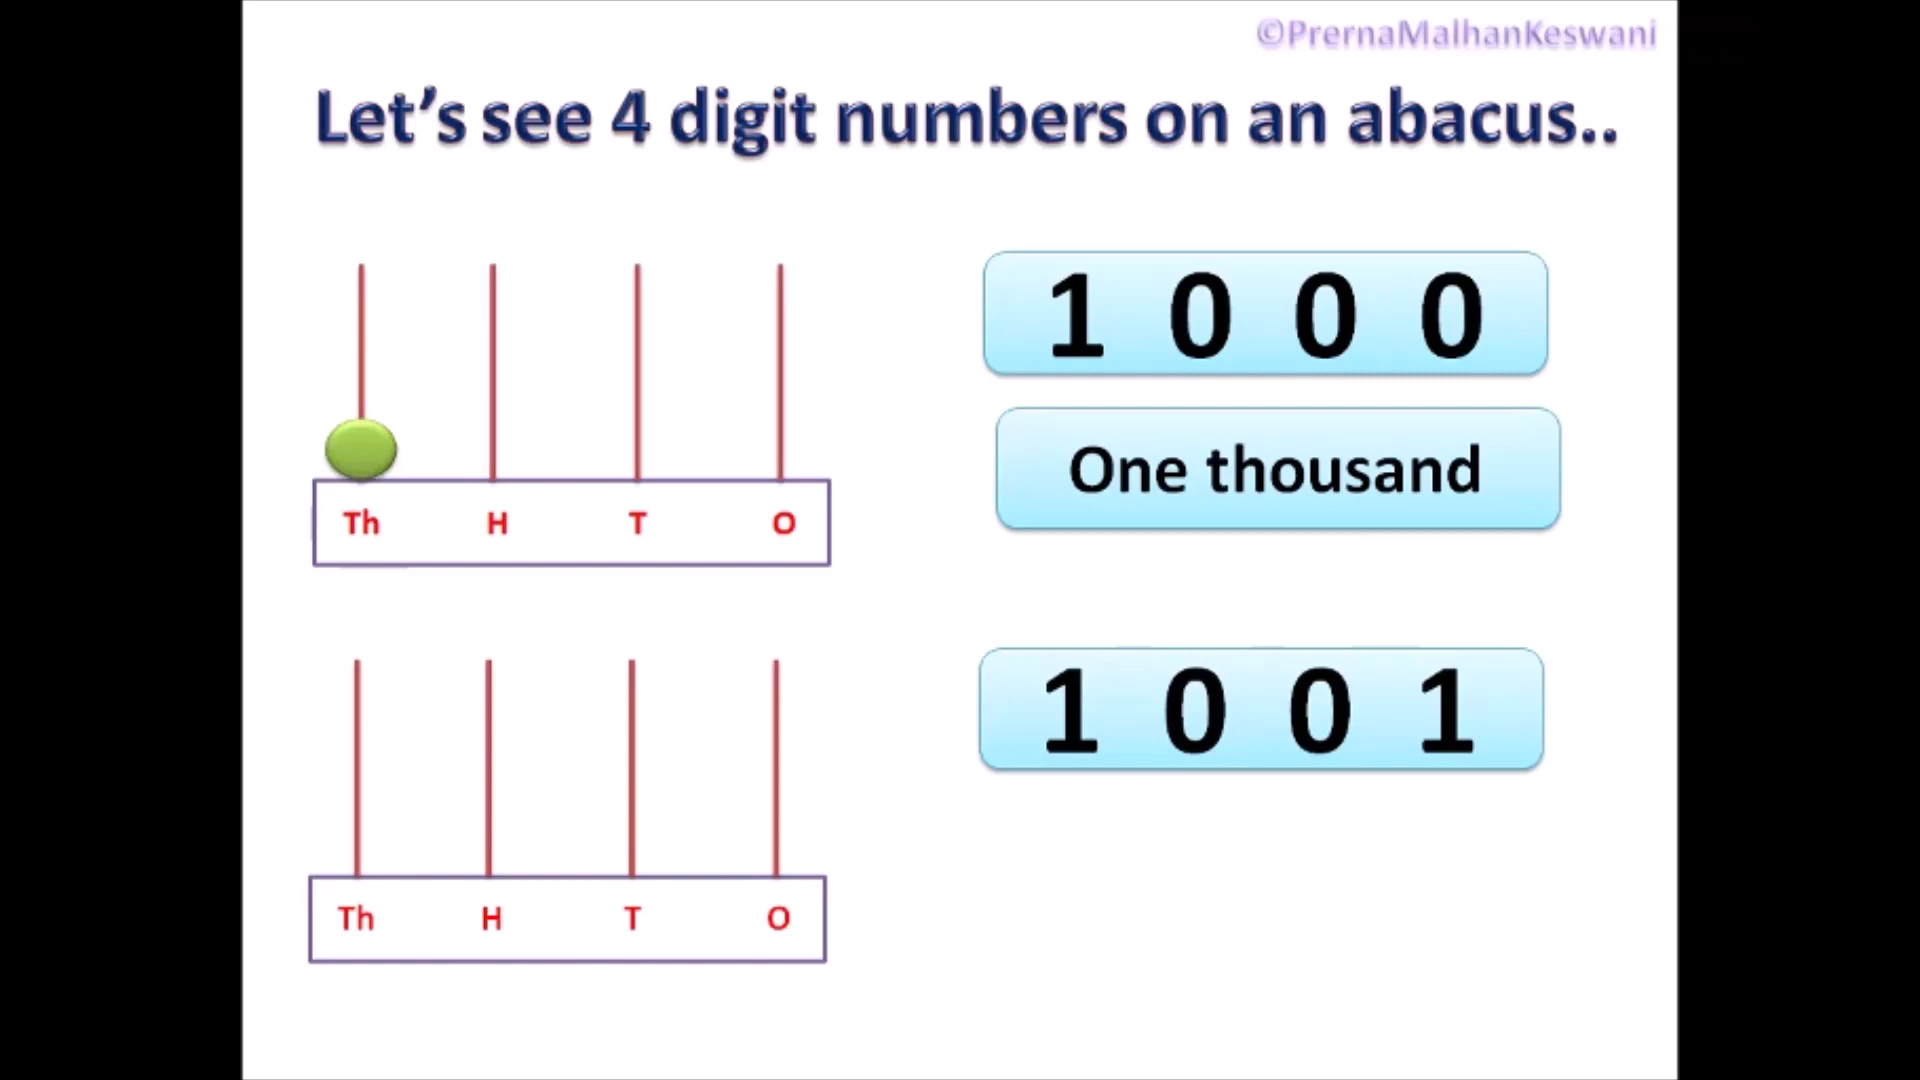 ©PrernaMalhanKeswani
Let's see 4 digit numbers on an abacus..
1 0 0 0
One thousand
Th H T O
1 0 0 1
Th H T O